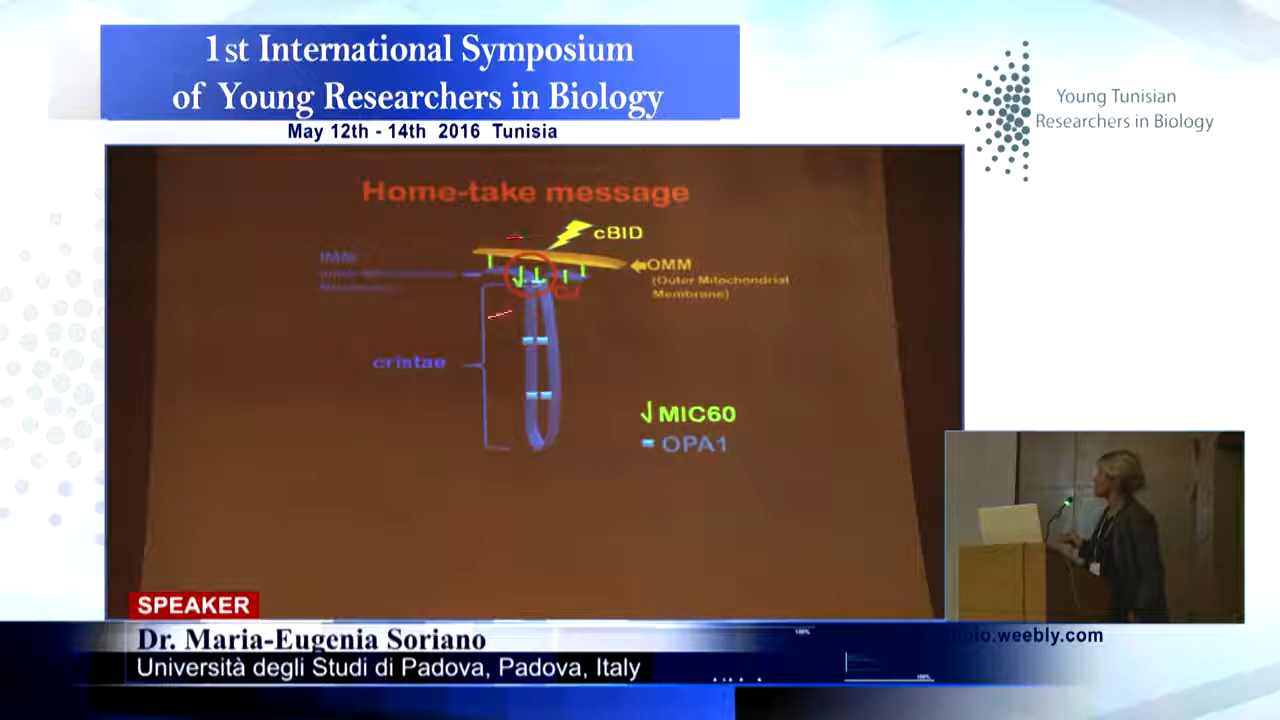 1st International Symposium
of Young Researchers in Biology
May 12th - 14th 2016 Tunisia
Young Tunisian
Researchers in Biology
Home-take message
cBID
IMM
OMM
(Outer Mitochondrial
Membrane)
cristae
MIC60
OPA1
SPEAKER
Dr. Maria-Eugenia Soriano
Università degli Studi di Padova, Padova, Italy
.weebly.com
100%
100%